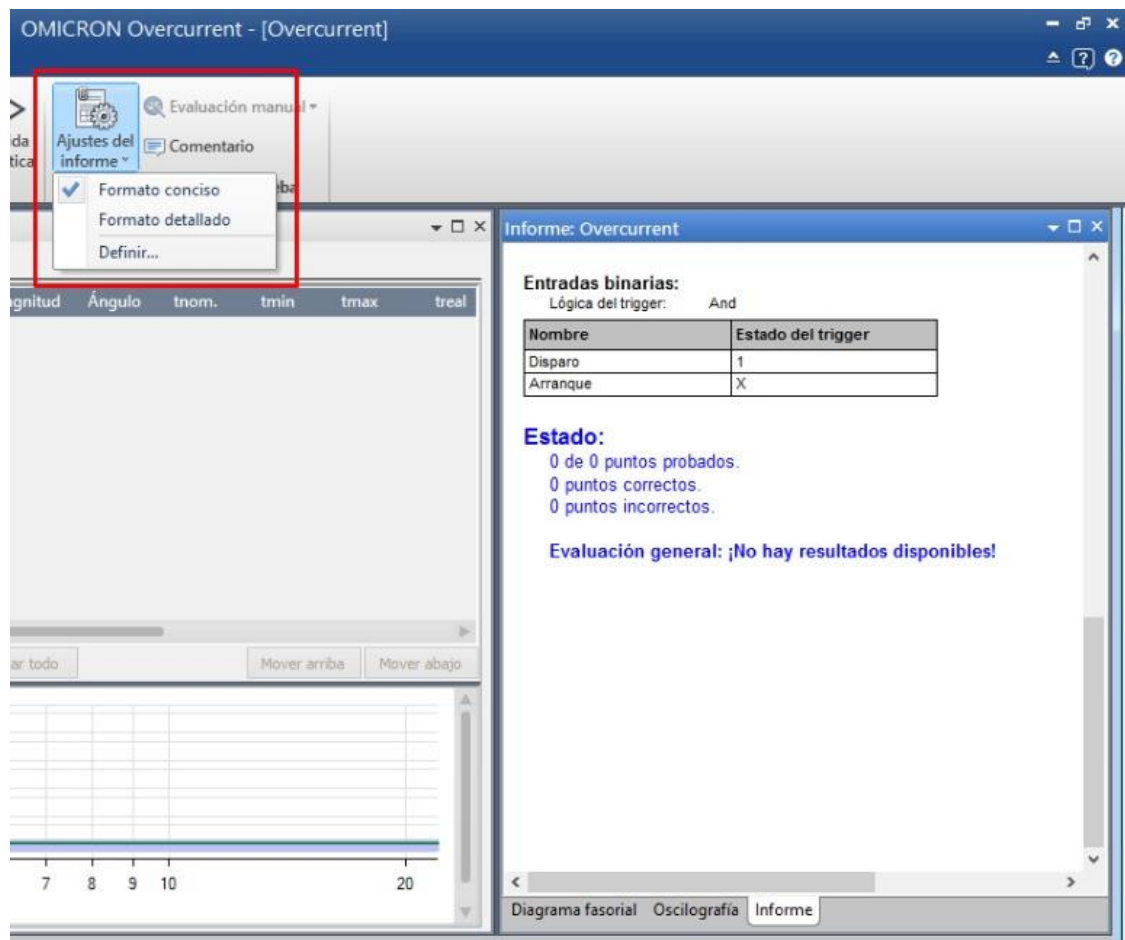 OMICRON Overcurrent - [Overcurrent]
Evaluación manual
Ajustes del
informe
Comentario
Formato conciso
Formato detallado
Definir...
Ángulo tnom. tmin tmax treal
Mover arriba Mover abajo
7 8 9 10 20
Informe: Overcurrent
Entradas binarias:
Lógica del trigger: And
Nombre Estado del trigger
Disparo 1
Arranque X
Estado:
0 de 0 puntos probados.
0 puntos correctos.
0 puntos incorrectos.
Evaluación general: ¡No hay resultados disponibles!
Diagrama fasorial Oscilografía Informe